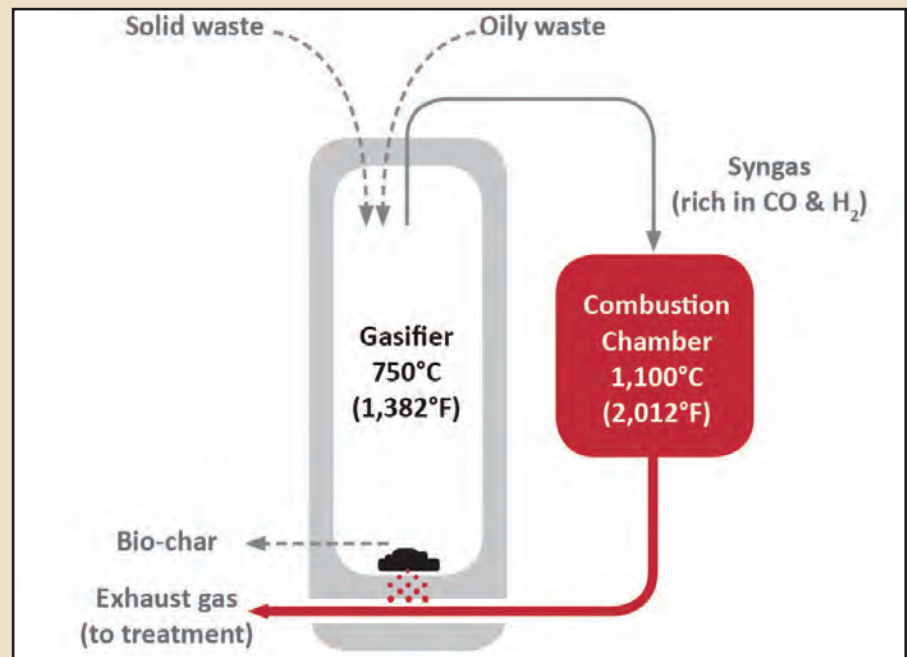 Solid waste
Oily waste
Syngas
(rich in CO & H₂)
Gasifier
750°C
(1,382°F)
Combustion
Chamber
1,100°C
(2,012°F)
Bio-char
Exhaust gas
(to treatment)